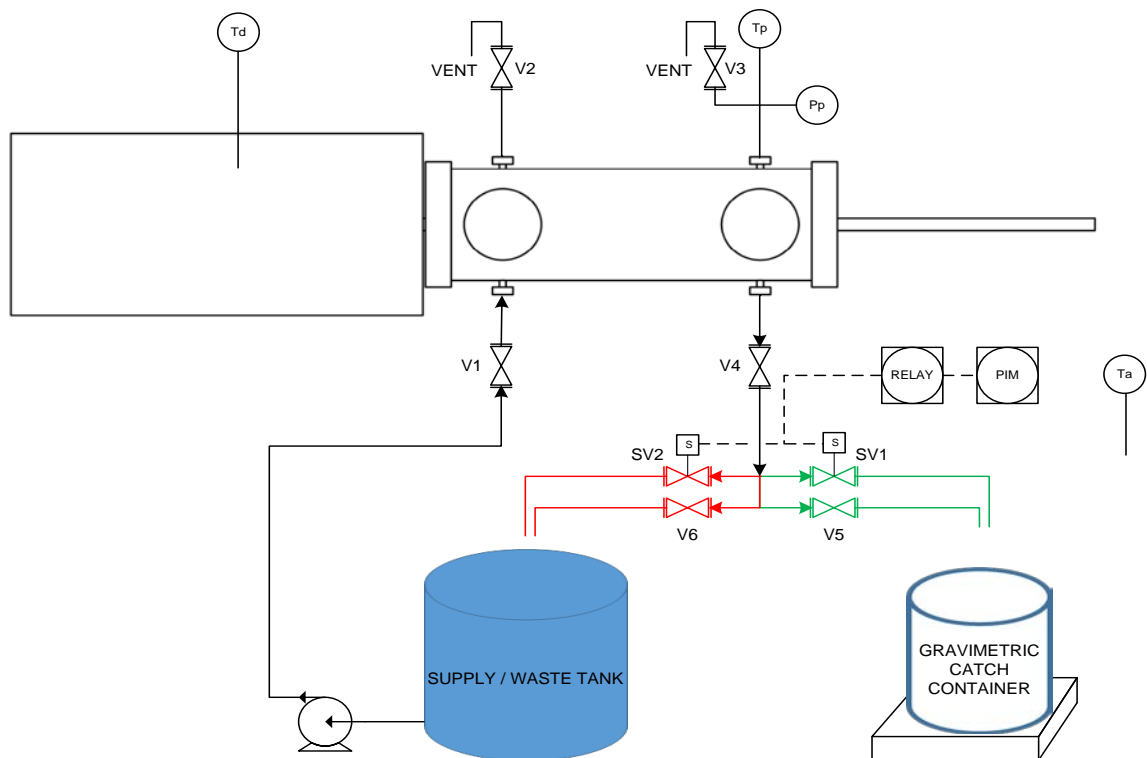 Td
Tp
VENT
V2
VENT
V3
Pp
V1
V4
RELAY
PIM
Ta
S
S
SV2
SV1
V6
V5
SUPPLY / WASTE TANK
GRAVIMETRIC
CATCH
CONTAINER